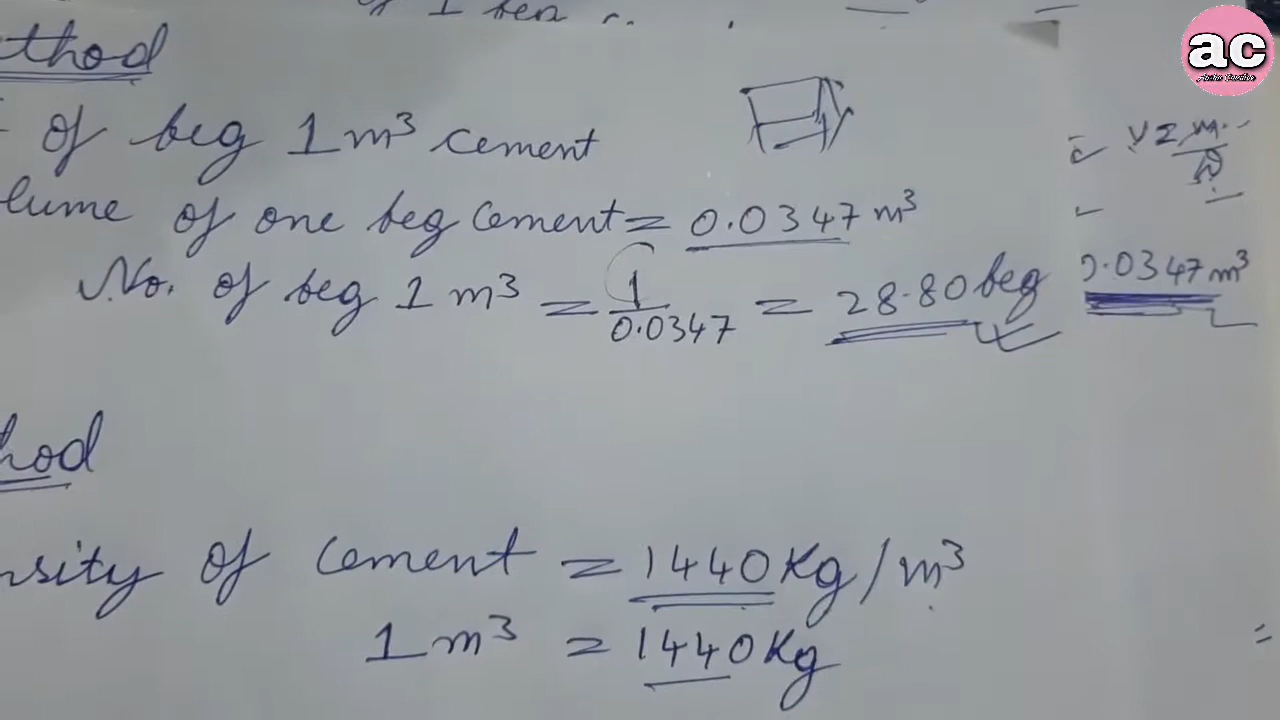 ac
thod
of beg 1m³ cement
V = m
lume of one beg cement = 0.0347 m³
No. of beg 1 m³ = 1/0.0347 = 28.80 beg
0.0347 m³
hod
nsity of cement = 1440 Kg/m³
1 m³ = 1440 Kg